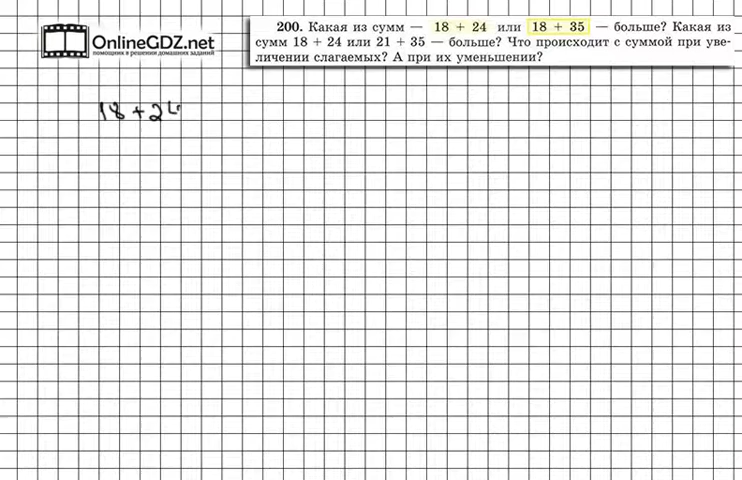 OnlineGDZ.net
помощник в решении домашних заданий
200. Какая из сумм — 18 + 24 или 18 + 35 — больше? Какая из
сумм 18 + 24 или 21 + 35 — больше? Что происходит с суммой при уве-
личении слагаемых? А при их уменьшении?
18 + 24